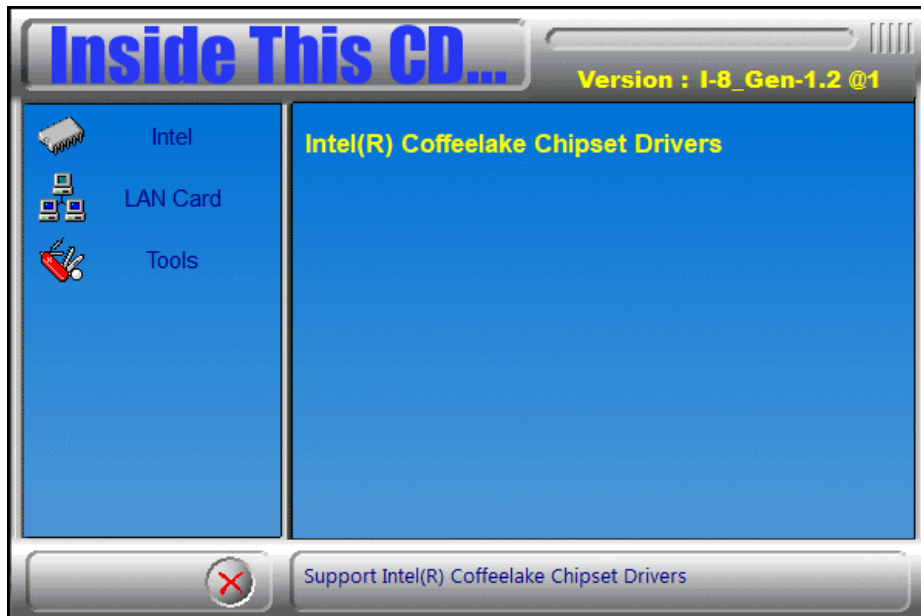 Inside This CD...
Version : I-8_Gen-1.2 @1
Intel
LAN Card
Tools
Intel(R) Coffeelake Chipset Drivers
Support Intel(R) Coffeelake Chipset Drivers